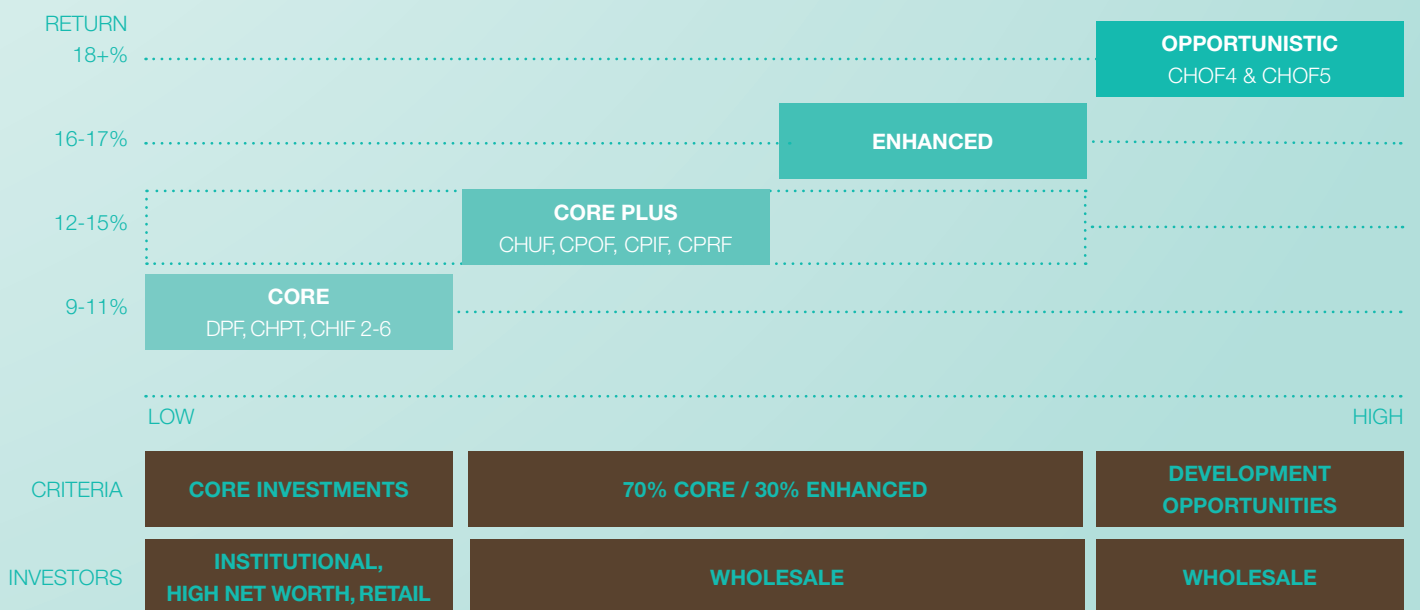 RETURN
18+%
OPPORTUNISTIC
CHOF4 & CHOF5
16-17%
ENHANCED
12-15%
CORE PLUS
CHUF, CPOF, CPIF, CPRF
9-11%
CORE
DPF, CHPT, CHIF 2-6
LOW
HIGH
CRITERIA
CORE INVESTMENTS
70% CORE / 30% ENHANCED
DEVELOPMENT
OPPORTUNITIES
INVESTORS
INSTITUTIONAL,
HIGH NET WORTH, RETAIL
WHOLESALE
WHOLESALE